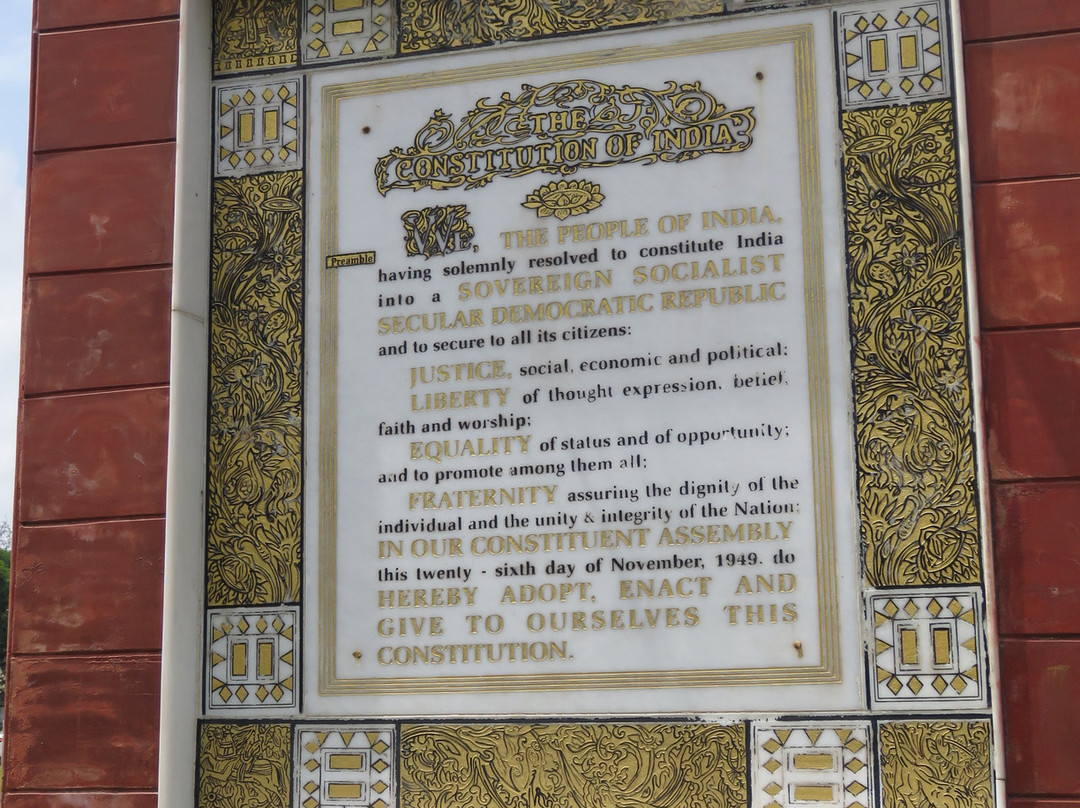 THE
CONSTITUTION OF INDIA
WE, THE PEOPLE OF INDIA,
Preamble
having solemnly resolved to constitute India
into a SOVEREIGN SOCIALIST
SECULAR DEMOCRATIC REPUBLIC
and to secure to all its citizens:
JUSTICE, social, economic and political;
LIBERTY of thought expression, belief,
faith and worship;
EQUALITY of status and of opportunity;
and to promote among them all;
FRATERNITY assuring the dignity of the
individual and the unity & integrity of the Nation;
IN OUR CONSTITUENT ASSEMBLY
this twenty - sixth day of November, 1949. do
HEREBY ADOPT, ENACT AND
GIVE TO OURSELVES THIS
CONSTITUTION.